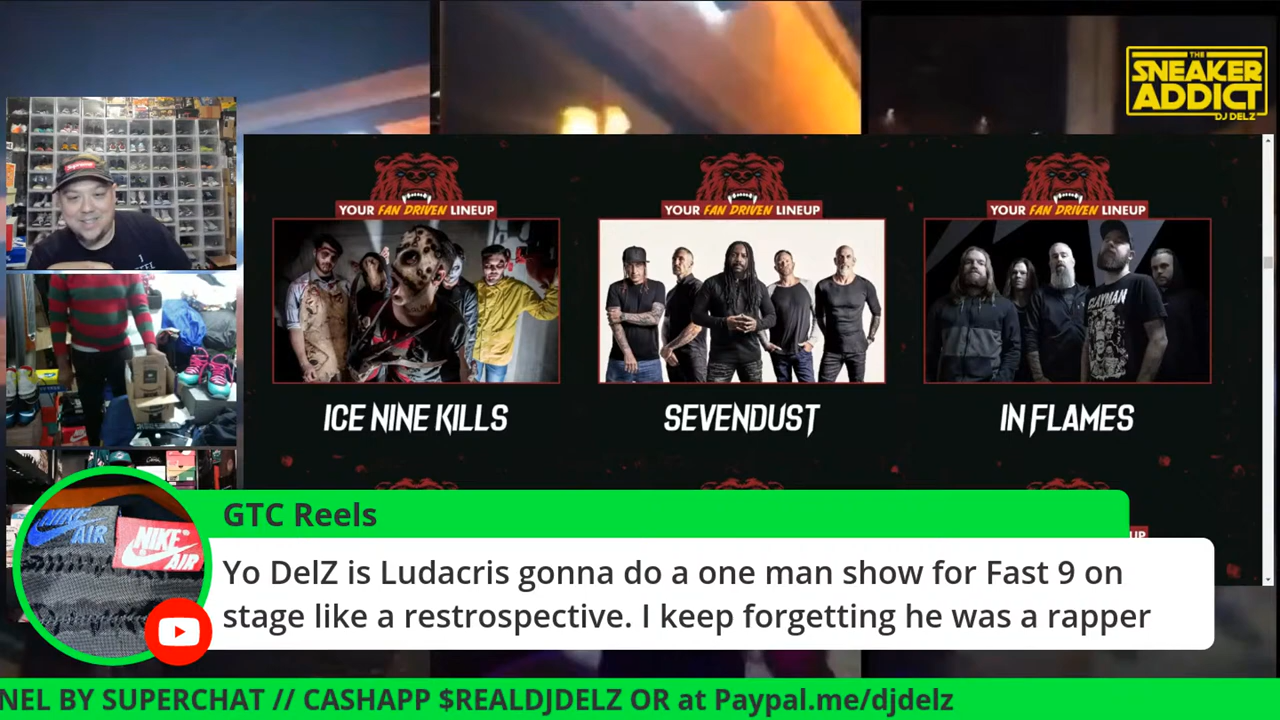 THE
SNEAKER
ADDICT
DJ DELZ
YOUR FAN DRIVEN LINEUP
YOUR FAN DRIVEN LINEUP
YOUR FAN DRIVEN LINEUP
CLAYMAN
ICE NINE KILLS
SEVENDUST
IN FLAMES
UP
NIKE
AIR
NIKE
AIR
GTC Reels
Yo DelZ is Ludacris gonna do a one man show for Fast 9 on
stage like a restrospective. I keep forgetting he was a rapper
NEL BY SUPERCHAT // CASHAPP $REALDJDELZ OR at Paypal.me/djdelz